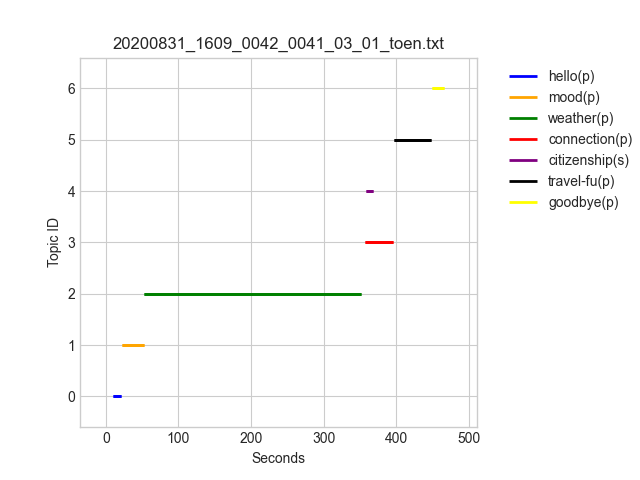 20200831_1609_0042_0041_03_01_toen.txt
6
5
4
3
2
1
0
Topic ID
0 100 200 300 400 500
Seconds
hello(p)
mood(p)
weather(p)
connection(p)
citizenship(s)
travel-fu(p)
goodbye(p)